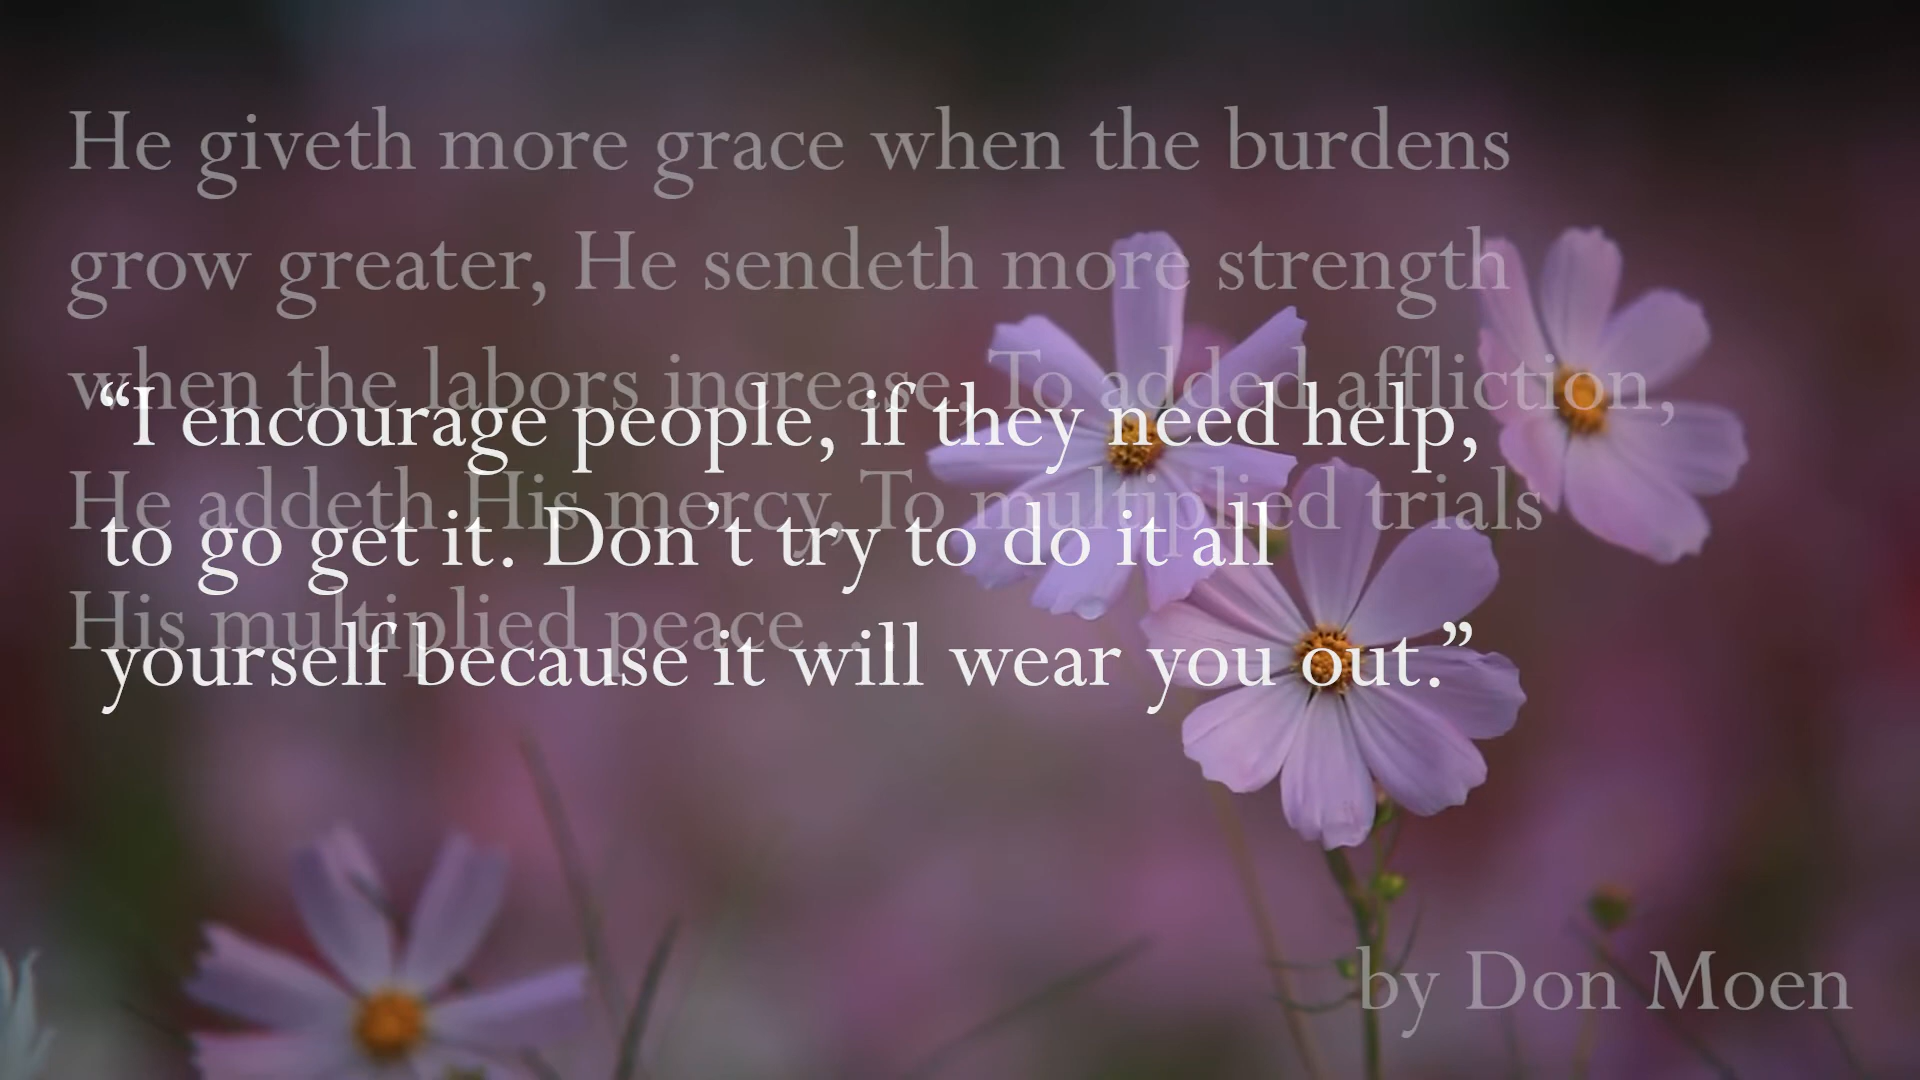 He giveth more grace when the burdens
grow greater, He sendeth more strength
when the labors increase, To added affliction,
He addeth His mercy, To multiplied trials
His multiplied peace. . .
“I encourage people, if they need help,
to go get it. Don’t try to do it all
yourself because it will wear you out.”
by Don Moen